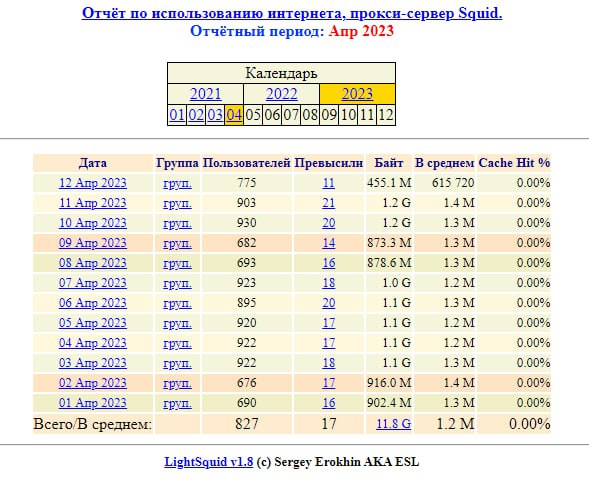 Отчёт по использованию интернета, прокси-сервер Squid.
Отчётный период: Апр 2023
Календарь
2021 2022 2023
01 02 03 04 05 06 07 08 09 10 11 12
Дата Группа Пользователей Превысили Байт В среднем Cache Hit %
12 Апр 2023 груп. 775 11 455.1 M 615 720 0.00%
11 Апр 2023 груп. 903 21 1.2 G 1.4 M 0.00%
10 Апр 2023 груп. 930 20 1.2 G 1.3 M 0.00%
09 Апр 2023 груп. 682 14 873.3 M 1.3 M 0.00%
08 Апр 2023 груп. 693 16 878.6 M 1.3 M 0.00%
07 Апр 2023 груп. 923 18 1.0 G 1.2 M 0.00%
06 Апр 2023 груп. 895 20 1.1 G 1.3 M 0.00%
05 Апр 2023 груп. 920 17 1.1 G 1.2 M 0.00%
04 Апр 2023 груп. 922 17 1.1 G 1.2 M 0.00%
03 Апр 2023 груп. 922 18 1.1 G 1.3 M 0.00%
02 Апр 2023 груп. 676 17 916.0 M 1.4 M 0.00%
01 Апр 2023 груп. 690 16 902.4 M 1.3 M 0.00%
Всего/В среднем: 827 17 11.8 G 1.2 M 0.00%
LightSquid v1.8 (c) Sergey Erokhin AKA ESL